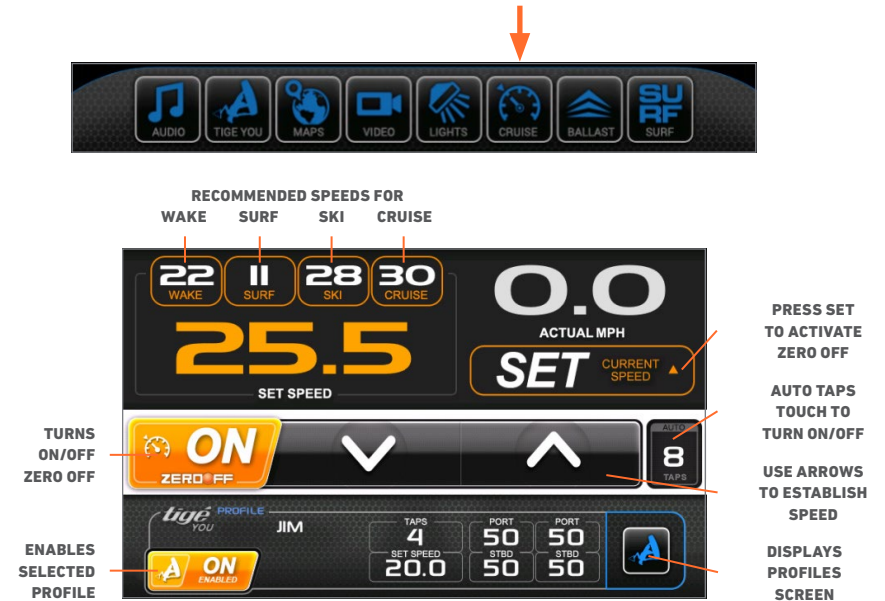 AUDIO TIGE YOU MAPS VIDEO LIGHTS CRUISE BALLAST SURF SURF
RECOMMENDED SPEEDS FOR
WAKE SURF SKI CRUISE
22 11 28 30
WAKE SURF SKI CRUISE
25.5
SET SPEED
0.0
ACTUAL MPH
SET CURRENT SPEED
PRESS SET
TO ACTIVATE
ZERO OFF
AUTO TAPS
TOUCH TO
TURN ON/OFF
USE ARROWS
TO ESTABLISH
SPEED
TURNS
ON/OFF
ZERO OFF
ON
ZEROOFF
AUTO
8
TAPS
tigé PROFILE
YOU
JIM
ON
ENABLED
TAPS
4
SET SPEED
20.0
PORT
50
STBD
50
PORT
50
STBD
50
ENABLES
SELECTED
PROFILE
DISPLAYS
PROFILES
SCREEN